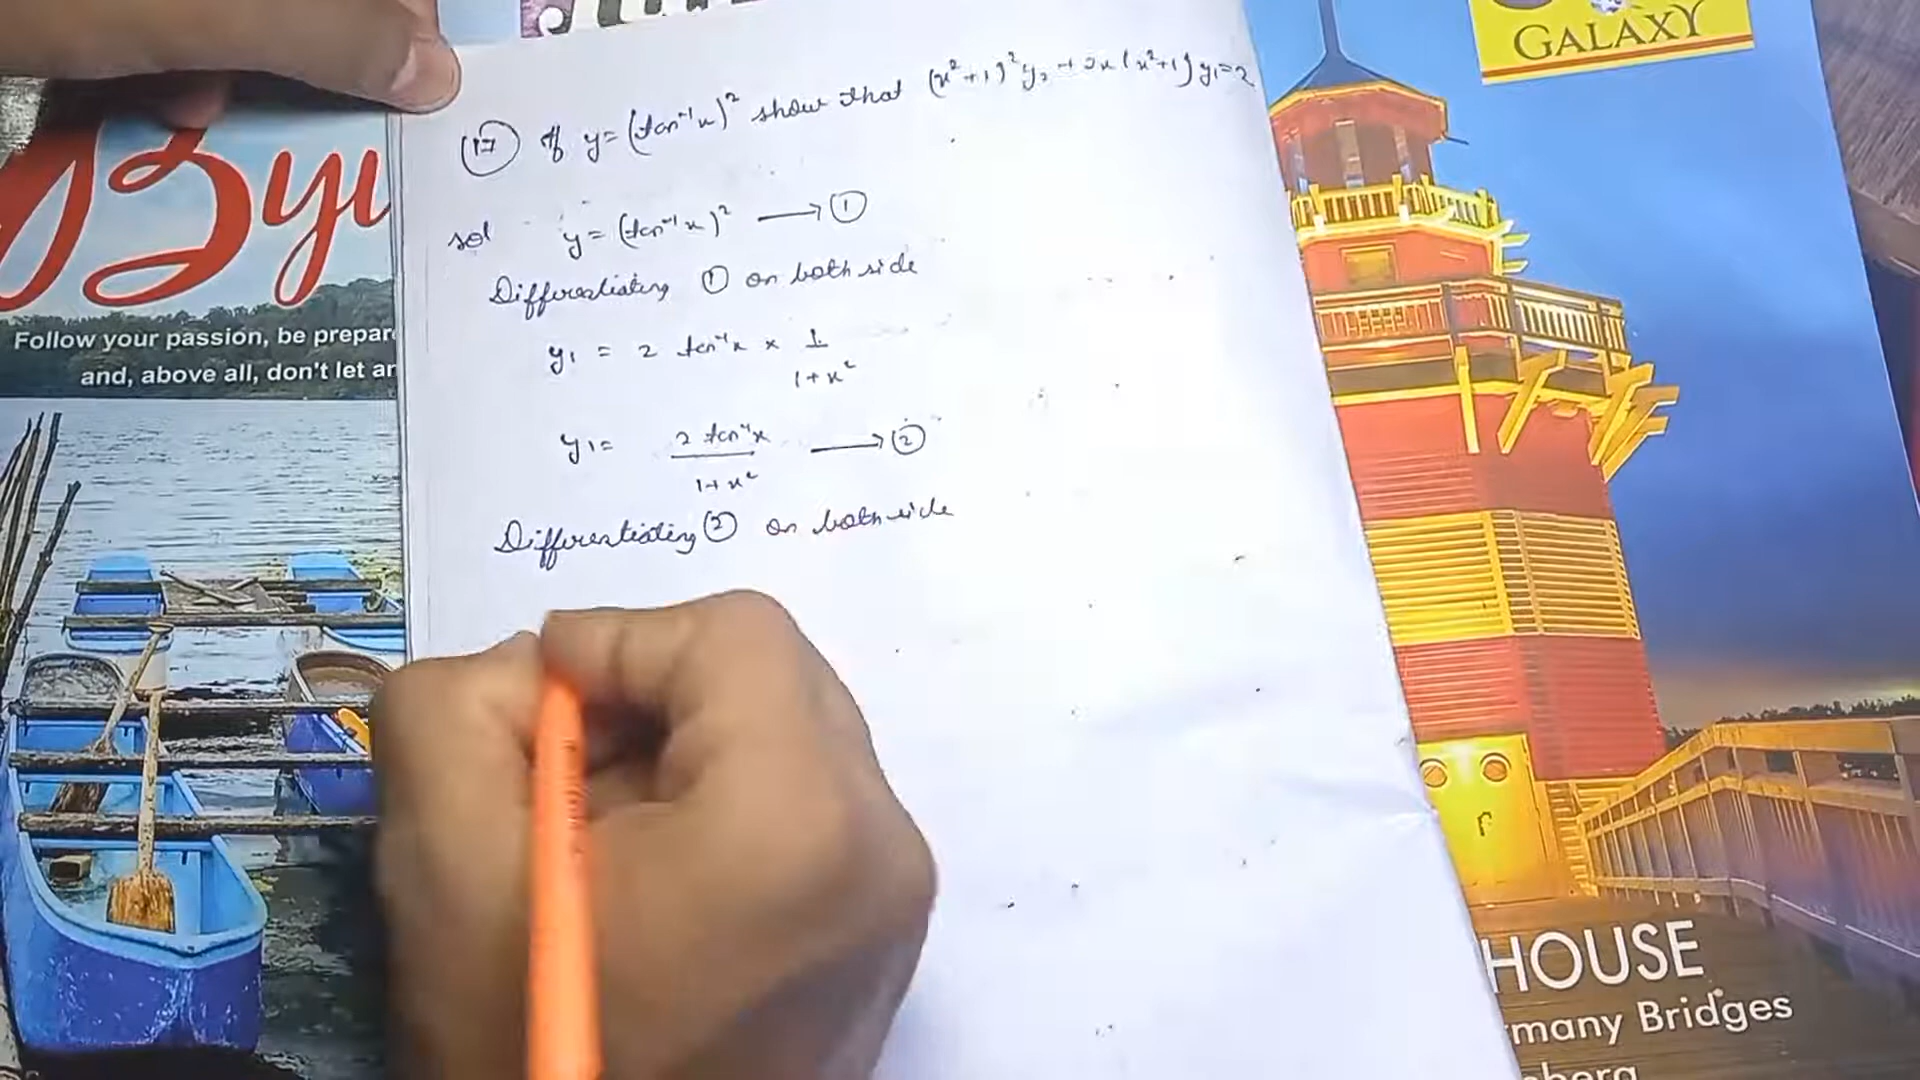 GALAXY
(17) If y = (tan⁻¹x)² show that (x²+1)² y₂ + 2x(x²+1) y₁ = 2
sol y = (tan⁻¹x)² ⟶ ①
Differentiating ① on both side
y₁ = 2 tan⁻¹x × 1/1+x²
y₁ = 2 tan⁻¹x/1+x² ⟶ ②
Differentiating ② on both side
Follow your passion, be prepar
and, above all, don't let an
HOUSE
many Bridges